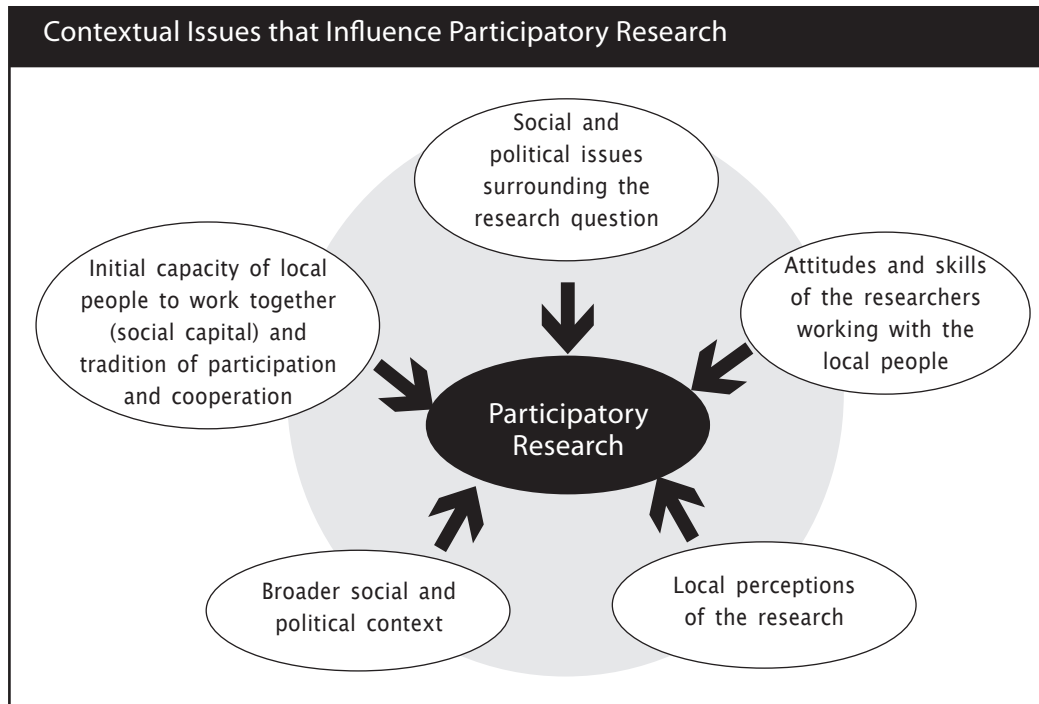 Contextual Issues that Influence Participatory Research
Social and
political issues
surrounding the
research question
Initial capacity of local
people to work together
(social capital) and
tradition of participation
and cooperation
Attitudes and skills
of the researchers
working with the
local people
Participatory
Research
Broader social and
political context
Local perceptions
of the research